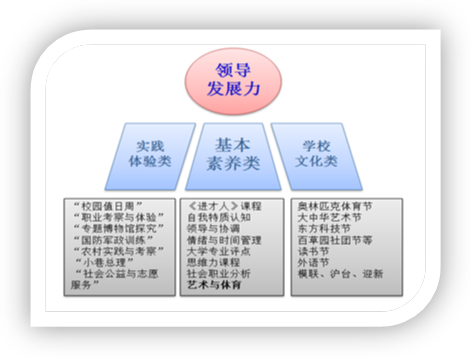 领导
发展力
实践
体验类
基本
素养类
学校
文化类
“校园值日周”
“职业考察与体验”
“专题博物馆探究”
“国防军政训练”
“农村实践与考察”
“小巷总理”
“社会公益与志愿
服务”
《进才人》课程
自我特质认知
领导与协调
情绪与时间管理
大学专业评点
思维力课程
社会职业分析
艺术与体育
奥林匹克体育节
大中华艺术节
东方科技节
百草园社团节等
读书节
外语节
模联、沪台、迎新